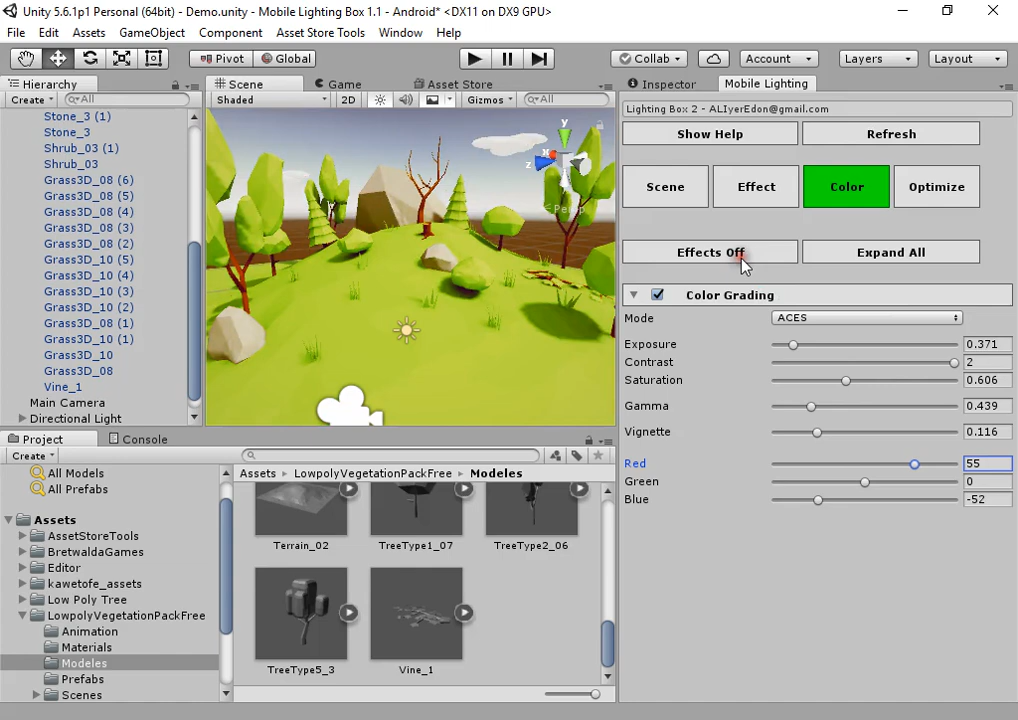 Unity 5.6.1p1 Personal (64bit) - Demo.unity - Mobile Lighting Box 1.1 - Android* <DX11 on DX9 GPU>
File Edit Assets GameObject Component Asset Store Tools Window Help
Pivot Global Collab Account Layers Layout
Hierarchy
Create All
Stone_3 (1)
Stone_3
Shrub_03 (1)
Shrub_03
Grass3D_08 (6)
Grass3D_08 (5)
Grass3D_08 (4)
Grass3D_08 (3)
Grass3D_08 (2)
Grass3D_10 (5)
Grass3D_10 (4)
Grass3D_10 (3)
Grass3D_10 (2)
Grass3D_08 (1)
Grass3D_10 (1)
Grass3D_10
Grass3D_08
Vine_1
Main Camera
Directional Light
Scene Game Asset Store
Shaded 2D Gizmos All
y
x
z
Persp
Inspector Mobile Lighting
Lighting Box 2 - ALIyerEdon@gmail.com
Show Help Refresh
Scene Effect Color Optimize
Effects Off Expand All
Color Grading
Mode ACES
Exposure 0.371
Contrast 2
Saturation 0.606
Gamma 0.439
Vignette 0.116
Red 55
Green 0
Blue -52
Project Console
Create
All Models
All Prefabs
Assets
AssetStoreTools
BretwaldaGames
Editor
kawetofe_assets
Low Poly Tree
LowpolyVegetationPackFree
Animation
Materials
Modeles
Prefabs
Scenes
Assets LowpolyVegetationPackFree Modeles
Terrain_02 TreeType1_07 TreeType2_06
TreeType5_3 Vine_1